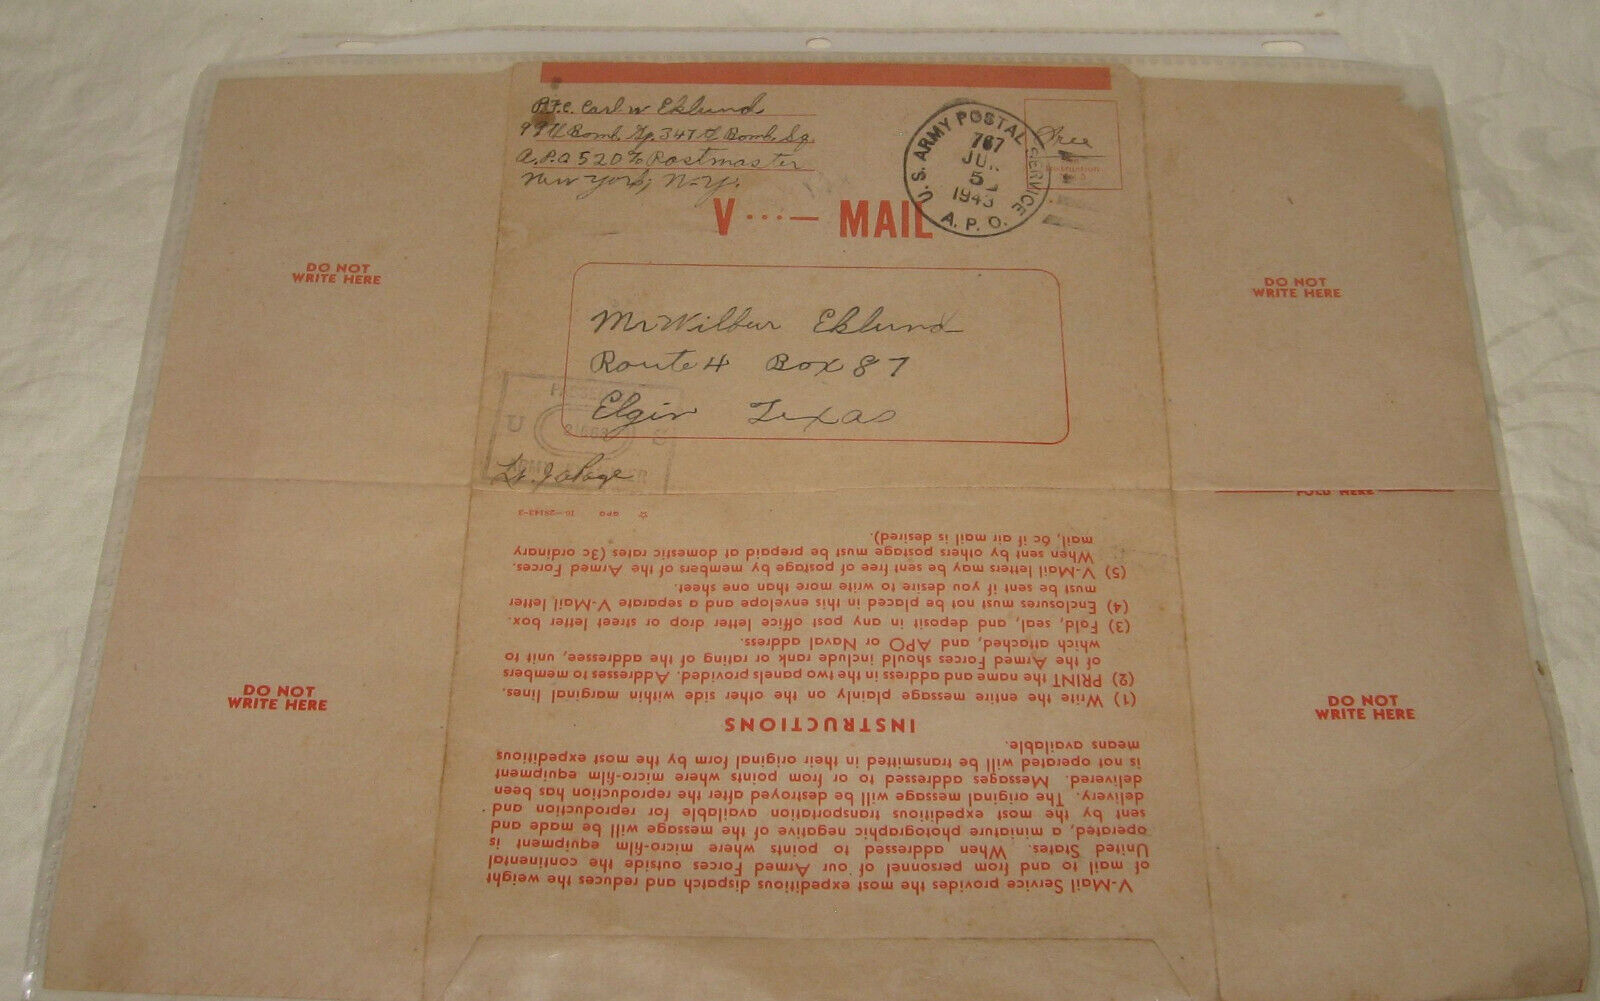 P.F.C. Carl W Eklund
99th Bomb Gp. 347th Bomb Sq.
A.P.O 520 % Postmaster
New York, N.Y.
U.S. ARMY POSTAL SERVICE
767
5
1943
A.P.O.
Free
V ...— MAIL
DO NOT
WRITE HERE
DO NOT
WRITE HERE
Mr Wilbur Eklund
Route 4 Box 87
Elgin Texas
U S
Lt.
FOLD HERE
DO NOT
WRITE HERE
DO NOT
WRITE HERE
V-Mail Service provides the most expeditious dispatch and reduces the weight
of mail to and from personnel of our Armed Forces outside the continental
United States. When addressed to points where micro-film equipment is
operated, a miniature photographic negative of the message will be made and
sent by the most expeditious transportation available for reproduction and
delivery. The original message will be destroyed after the reproduction has been
delivered. Messages addressed to or from points where micro-film equipment
is not operated will be transmitted in their original form by the most expeditious
means available.
INSTRUCTIONS
(1) Write the entire message plainly on the other side within marginal lines.
(2) PRINT the name and address in the two panels provided. Addresses to members
of the Armed Forces should include rank or rating of the addressee, unit to
which attached, and APO or Naval address.
(3) Fold, seal, and deposit in any post office letter drop or street letter box.
(4) Enclosures must not be placed in this envelope and a separate V-Mail letter
must be sent if you desire to write more than one sheet.
(5) V-Mail letters may be sent free of postage by members of the Armed Forces.
When sent by others postage must be prepaid at domestic rates (3c ordinary
mail, 6c if air mail is desired).
☆ GPO 16—28143-3